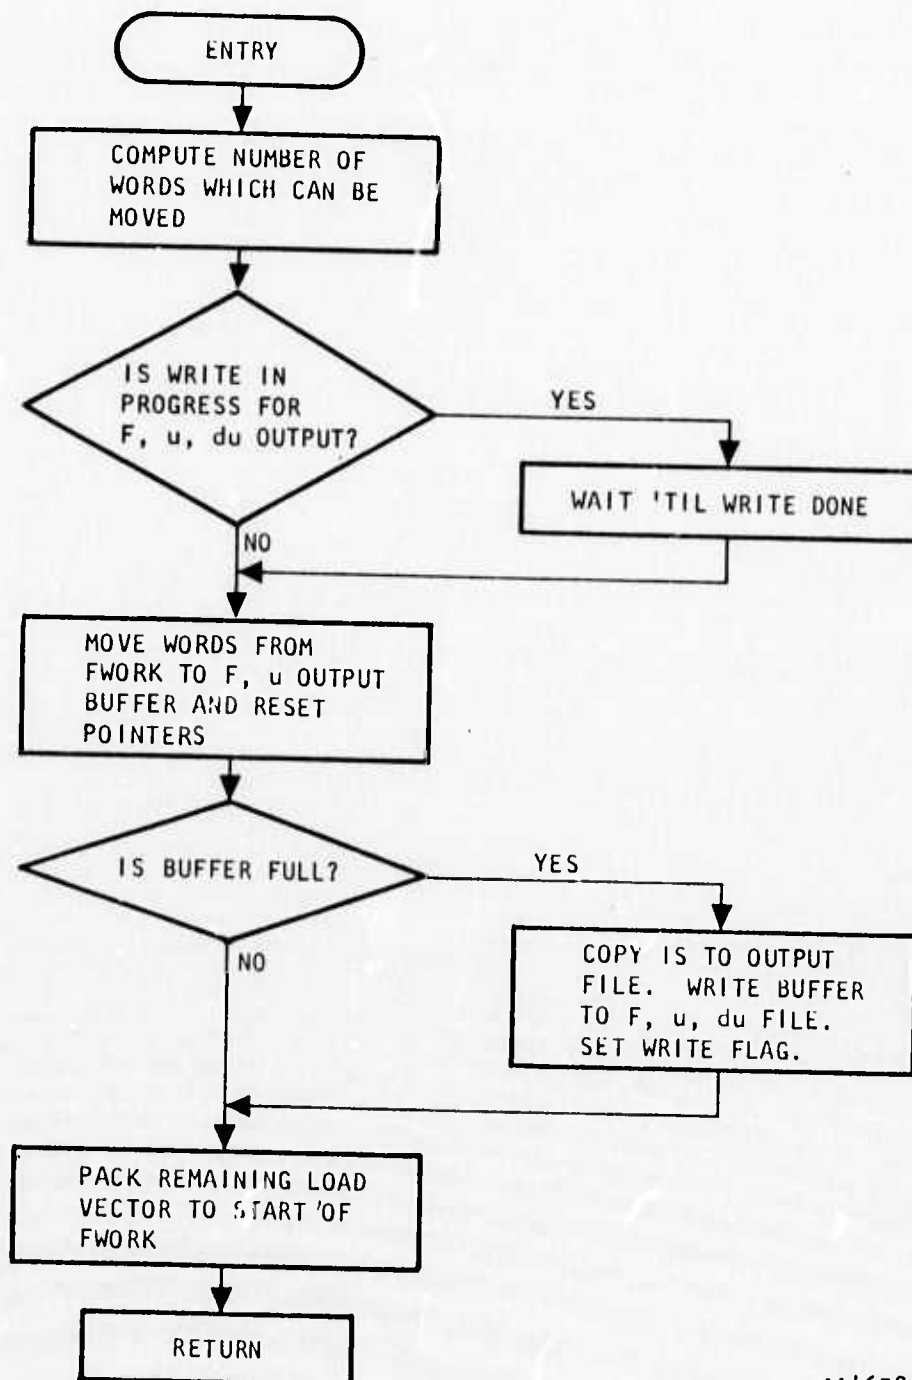 ENTRY
COMPUTE NUMBER OF
WORDS WHICH CAN BE
MOVED
IS WRITE IN
PROGRESS FOR
F, u, du OUTPUT?
YES
WAIT 'TIL WRITE DONE
NO
MOVE WORDS FROM
FWORK TO F, u OUTPUT
BUFFER AND RESET
POINTERS
IS BUFFER FULL?
YES
NO
COPY IS TO OUTPUT
FILE. WRITE BUFFER
TO F, u, du FILE.
SET WRITE FLAG.
PACK REMAINING LOAD
VECTOR TO START OF
FWORK
RETURN